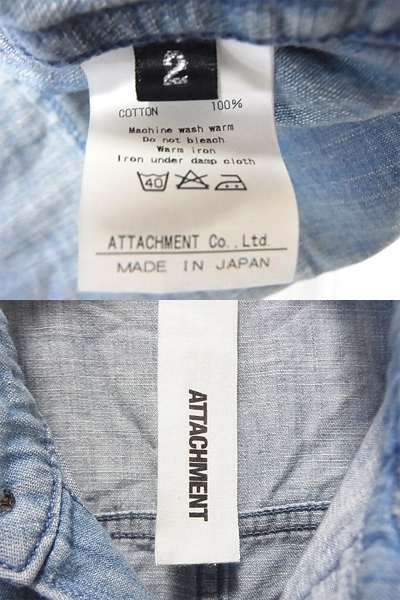 2
COTTON 100%
Machine wash warm
Do not bleach
Warm iron
Iron under damp cloth
40
ATTACHMENT Co.,Ltd.
MADE IN JAPAN
ATTACHMENT